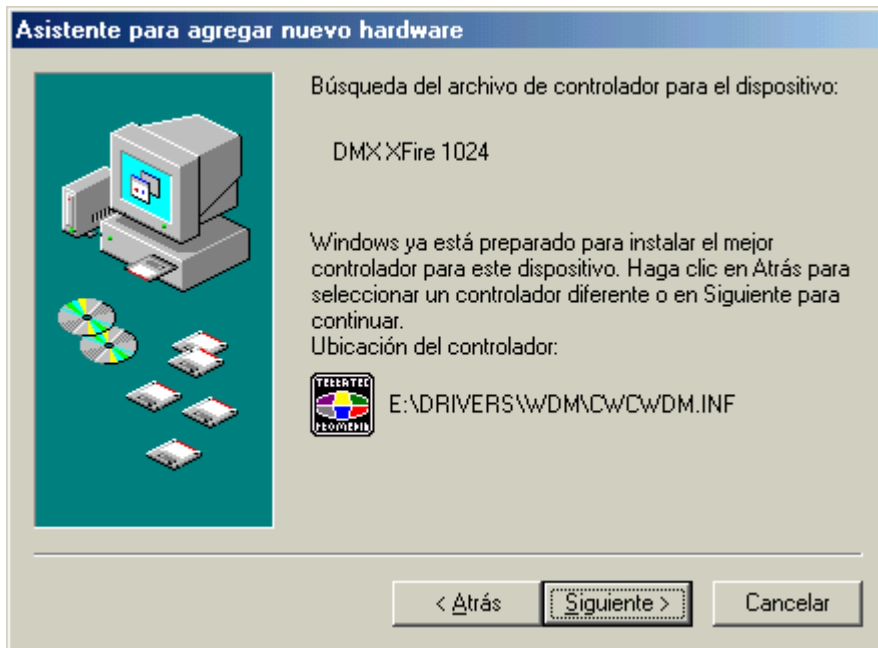 Asistente para agregar nuevo hardware
Búsqueda del archivo de controlador para el dispositivo:
DMX XFire 1024
Windows ya está preparado para instalar el mejor
controlador para este dispositivo. Haga clic en Atrás para
seleccionar un controlador diferente o en Siguiente para
continuar.
Ubicación del controlador:
TERRATEC
PROMEDIA
E:\DRIVERS\WDM\CWCWDM.INF
< Atrás
Siguiente >
Cancelar